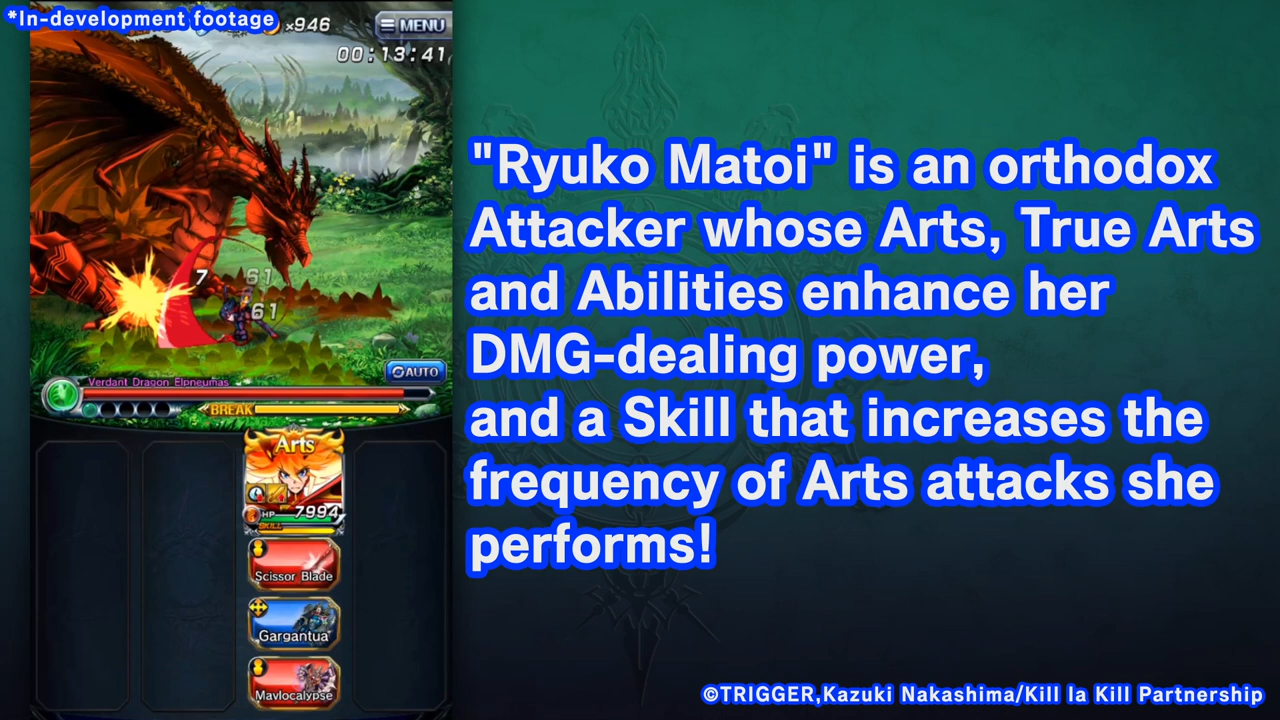 *In-development footage
×946
MENU
00:13:41
"Ryuko Matoi" is an orthodox
Attacker whose Arts, True Arts
and Abilities enhance her
DMG-dealing power,
and a Skill that increases the
frequency of Arts attacks she
performs!
7
61
61
AUTO
Verdant Dragon Elpneumas
BREAK
Arts
HP 7994
SKILL
Scissor Blade
Gargantua
Mavlocalypse
©TRIGGER,Kazuki Nakashima/Kill la Kill Partnership